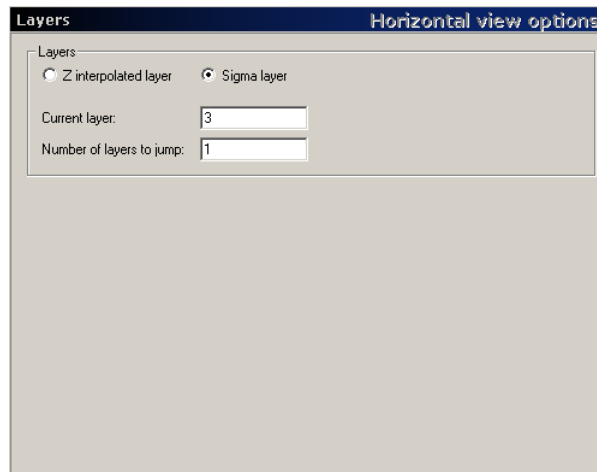 Layers Horizontal view options
Layers
Z interpolated layer Sigma layer
Current layer: 3
Number of layers to jump: 1